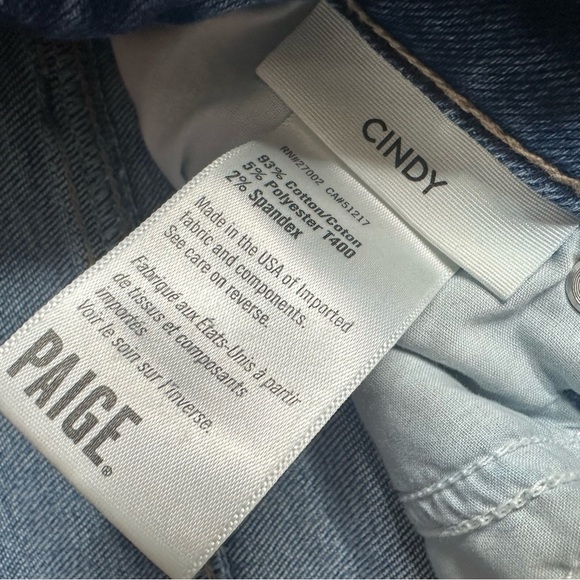 CINDY
RN#27002 CA#51217
93% Cotton/Coton
5% Polyester T400
2% Spandex
Made in the USA of Imported
fabric and components.
See care on reverse.
Fabriqué aux États-Unis à partir
de tissus et composants
importés
Voir le soin sur l'inverse.
PAIGE®